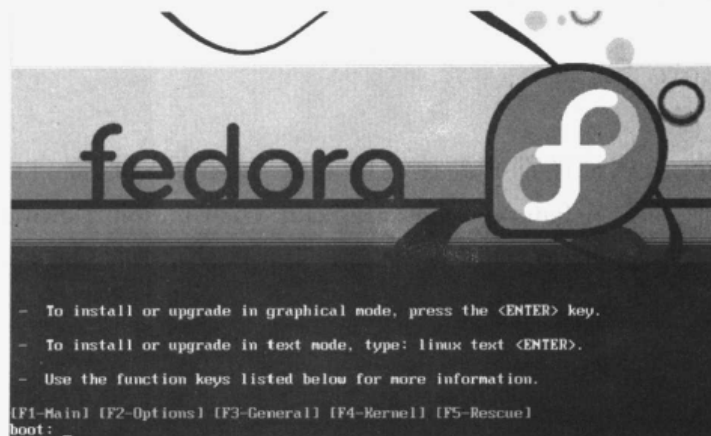 fedora
- To install or upgrade in graphical mode, press the <ENTER> key.
- To install or upgrade in text mode, type: linux text <ENTER>.
- Use the function keys listed below for more information.
[F1-Main] [F2-Options] [F3-General] [F4-Kernel] [F5-Rescue]
boot: _